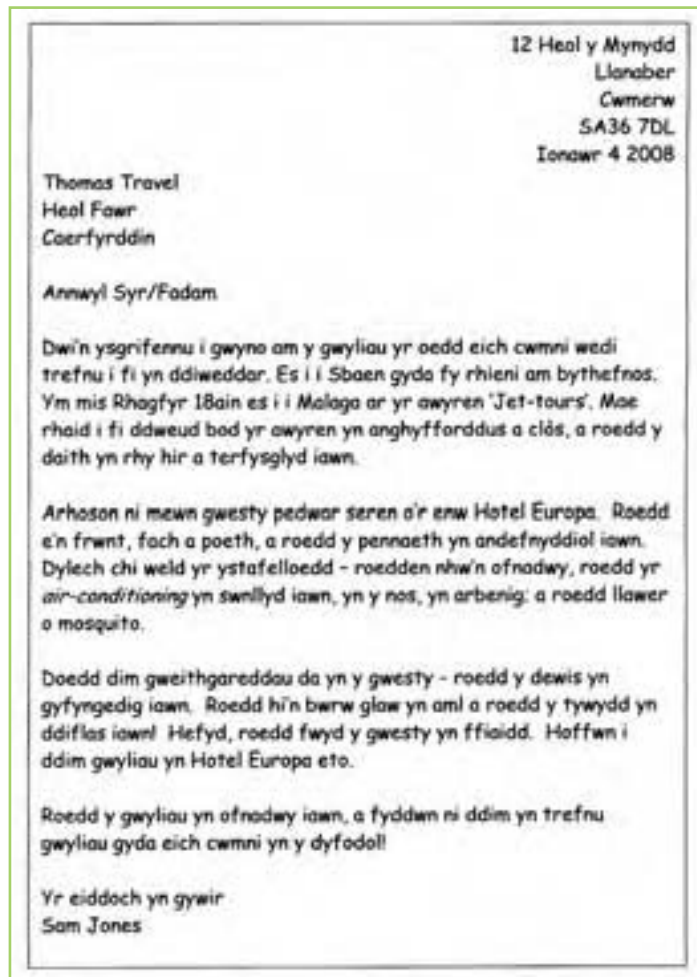 12 Heol y Mynydd
Llanaber
Cwmerw
SA36 7DL
Ionawr 4 2008
Thomas Travel
Heol Fawr
Caerfyrddin
Annwyl Syr/Fadam
Dwi'n ysgrifennu i gwyno am y gwyliau yr oedd eich cwmni wedi
trefnu i fi yn ddiweddar. Es i i Sbaen gyda fy rhieni am bythefnos.
Ym mis Rhagfyr 18ain es i i Malaga ar yr awyren 'Jet-tours'. Mae
rhaid i fi ddweud bod yr awyren yn anghyfforddus a clòs, a roedd y
daith yn rhy hir a terfysglyd iawn.
Arhoson ni mewn gwesty pedwar seren o'r enw Hotel Europa. Roedd
e'n frwnt, fach a poeth, a roedd y pennaeth yn andefnyddiol iawn.
Dylech chi weld yr ystafelloedd - roedden nhw'n ofnadwy, roedd yr
air-conditioning yn swnllyd iawn, yn y nos, yn arbenig: a roedd llawer
o mosquito.
Doedd dim gweithgareddau da yn y gwesty - roedd y dewis yn
gyfyngedig iawn. Roedd hi'n bwrw glaw yn aml a roedd y tywydd yn
ddiflas iawn! Hefyd, roedd fwyd y gwesty yn ffiaidd. Hoffwn i
ddim gwyliau yn Hotel Europa eto.
Roedd y gwyliau yn ofnadwy iawn, a fyddwn ni ddim yn trefnu
gwyliau gyda eich cwmni yn y dyfodol!
Yr eiddoch yn gywir
Sam Jones